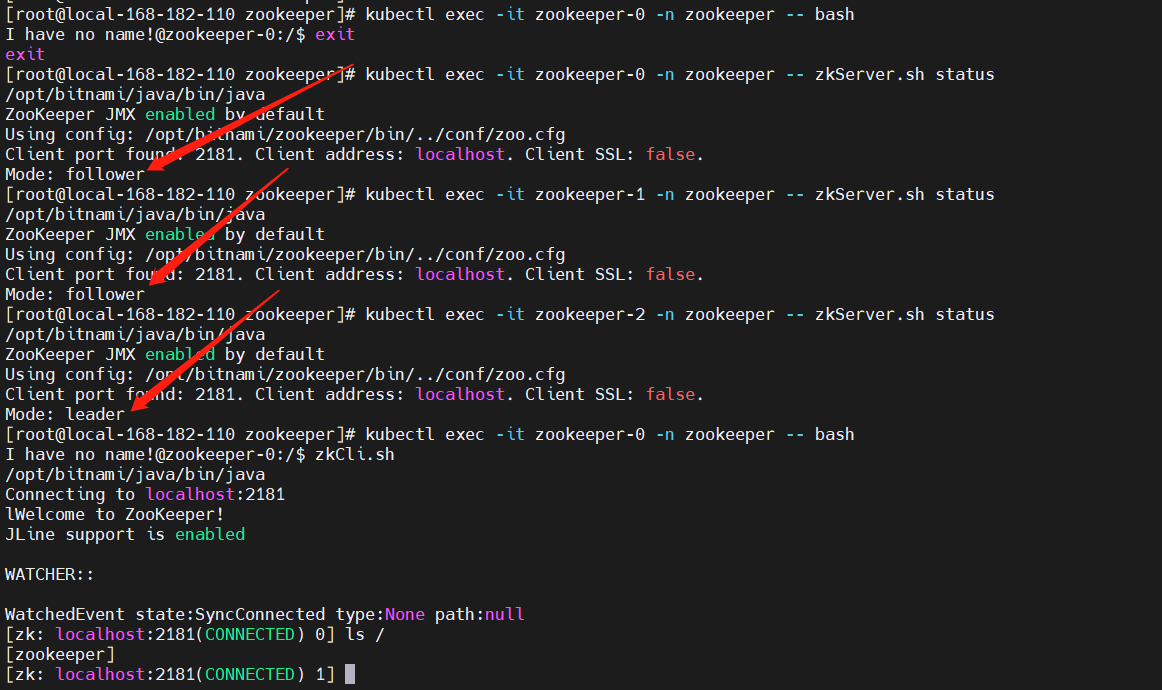 [root@local-168-182-110 zookeeper]# kubectl exec -it zookeeper-0 -n zookeeper -- bash
I have no name!@zookeeper-0:/$ exit
exit
[root@local-168-182-110 zookeeper]# kubectl exec -it zookeeper-0 -n zookeeper -- zkServer.sh status
/opt/bitnami/java/bin/java
ZooKeeper JMX enabled by default
Using config: /opt/bitnami/zookeeper/bin/../conf/zoo.cfg
Client port found: 2181. Client address: localhost. Client SSL: false.
Mode: follower
[root@local-168-182-110 zookeeper]# kubectl exec -it zookeeper-1 -n zookeeper -- zkServer.sh status
/opt/bitnami/java/bin/java
ZooKeeper JMX enabled by default
Using config: /opt/bitnami/zookeeper/bin/../conf/zoo.cfg
Client port found: 2181. Client address: localhost. Client SSL: false.
Mode: follower
[root@local-168-182-110 zookeeper]# kubectl exec -it zookeeper-2 -n zookeeper -- zkServer.sh status
/opt/bitnami/java/bin/java
ZooKeeper JMX enabled by default
Using config: /opt/bitnami/zookeeper/bin/../conf/zoo.cfg
Client port found: 2181. Client address: localhost. Client SSL: false.
Mode: leader
[root@local-168-182-110 zookeeper]# kubectl exec -it zookeeper-0 -n zookeeper -- bash
I have no name!@zookeeper-0:/$ zkCli.sh
/opt/bitnami/java/bin/java
Connecting to localhost:2181
lWelcome to ZooKeeper!
JLine support is enabled
WATCHER::
WatchedEvent state:SyncConnected type:None path:null
[zk: localhost:2181(CONNECTED) 0] ls /
[zookeeper]
[zk: localhost:2181(CONNECTED) 1]